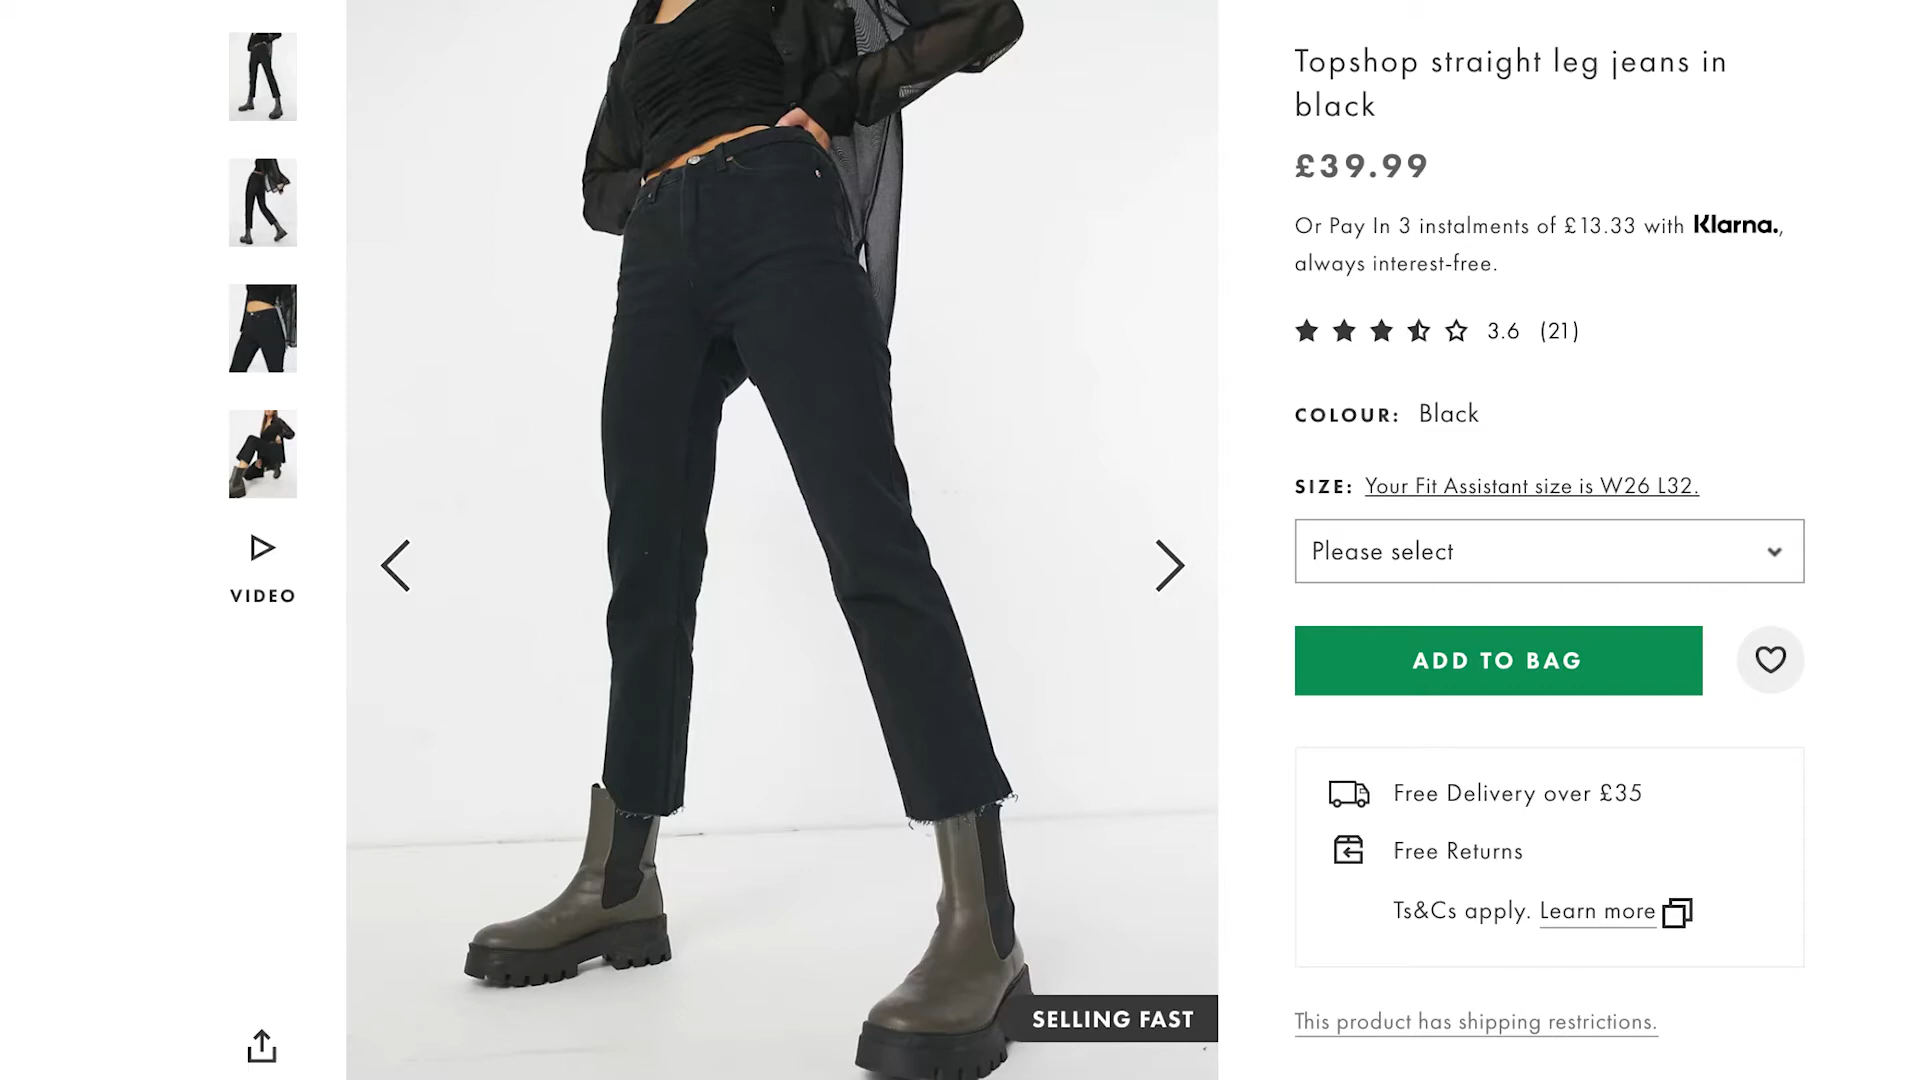 VIDEO
SELLING FAST
Topshop straight leg jeans in
black
£39.99
Or Pay In 3 instalments of £13.33 with Klarna.,
always interest-free.
3.6 (21)
COLOUR: Black
SIZE: Your Fit Assistant size is W26 L32.
Please select
ADD TO BAG
Free Delivery over £35
Free Returns
Ts&Cs apply. Learn more
This product has shipping restrictions.